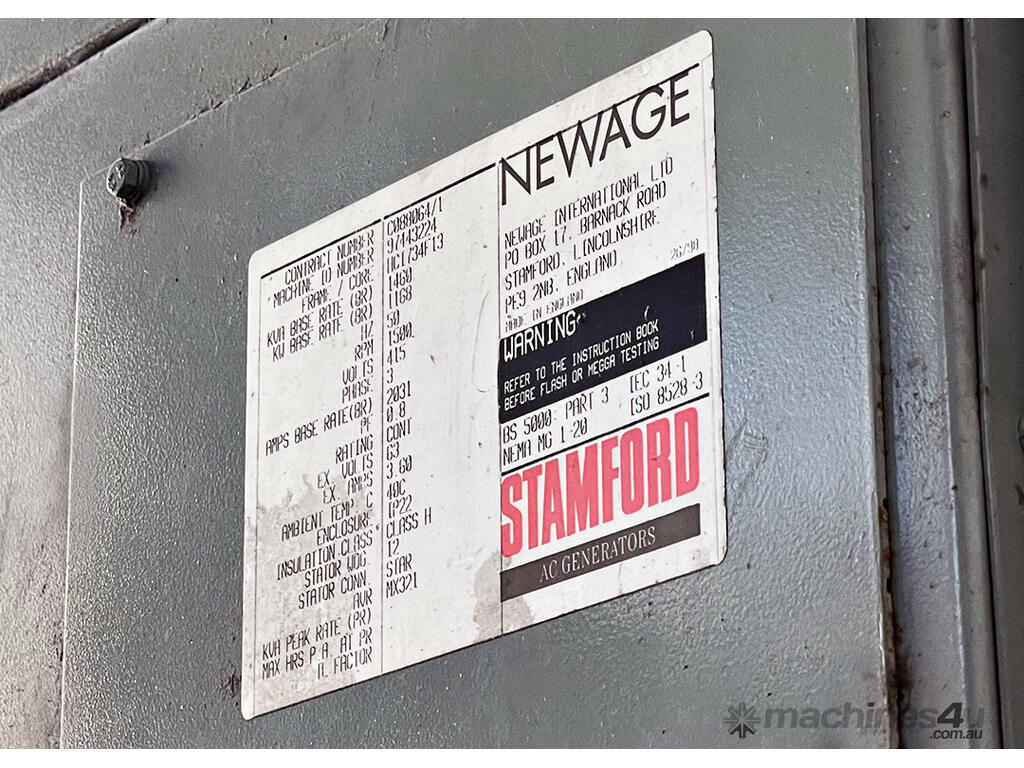 CONTRACT NUMBER C088064/1
MACHINE ID NUMBER 97443224
FRAME / CORE HCI734F13
KVA BASE RATE (BR) 1460
KW BASE RATE (BR) 1168
HZ 50
RPM 1500
VOLTS 415
PHASE 3
AMPS BASE RATE(BR) 2031
PF 0.8
RATING CONT
EX. VOLTS 63
EX. AMPS 3.60
AMBIENT TEMP C 40C
ENCLOSURE IP22
INSULATION CLASS CLASS H
STATOR WDG. 12
STATOR CONN. STAR
AVR MX321
KVA PEAK RATE (PR)
MAX HRS P.A. AT PR
IL FACTOR
NEWAGE
NEWAGE INTERNATIONAL LTD
PO BOX 17, BARNACK ROAD
STAMFORD, LINCOLNSHIRE
PE9 2NB, ENGLAND
MADE IN ENGLAND
WARNING
REFER TO THE INSTRUCTION BOOK
BEFORE FLASH OR MEGGA TESTING
BS 5000: PART 3 IEC 34-1
NEMA MG 1-20 ISO 8528-3
STAMFORD
AC GENERATORS
machines4u
.com.au